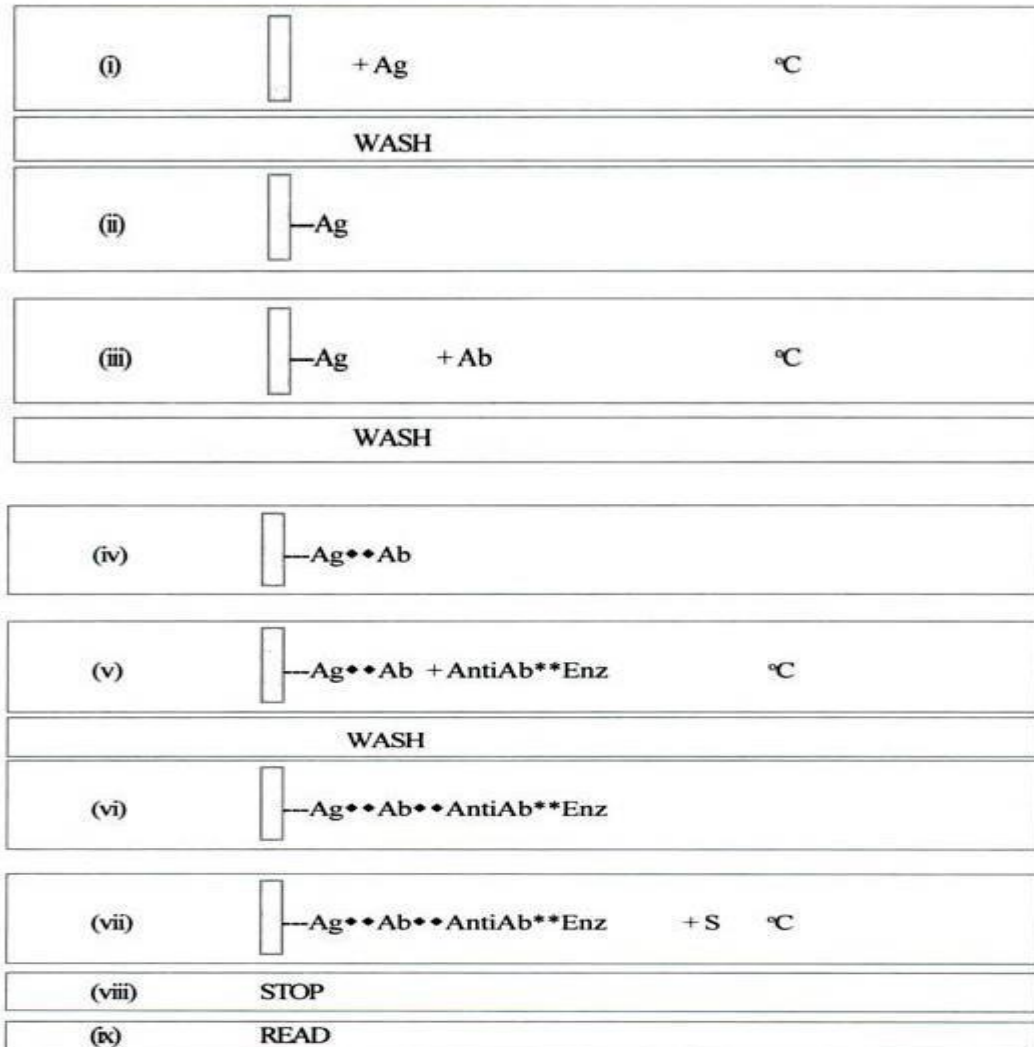 (i) + Ag °C
WASH
(ii) —Ag
(iii) —Ag + Ab °C
WASH
(iv) ---Ag••Ab
(v) ---Ag••Ab + AntiAb**Enz °C
WASH
(vi) ---Ag••Ab••AntiAb**Enz
(vii) ---Ag••Ab••AntiAb**Enz + S °C
(viii) STOP
(ix) READ